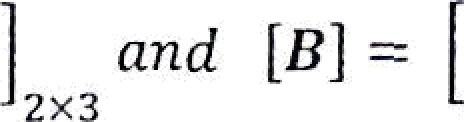 ]_{2×3} and [B] = [